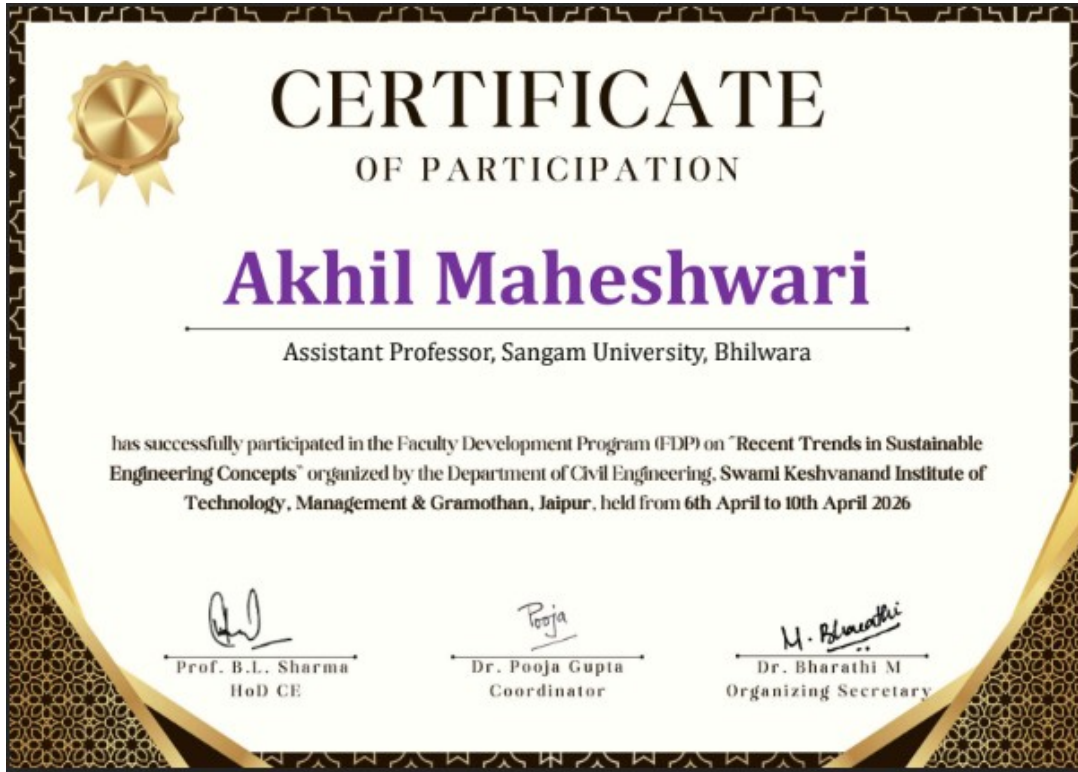 CERTIFICATE
OF PARTICIPATION
Akhil Maheshwari
Assistant Professor, Sangam University, Bhilwara
has successfully participated in the Faculty Development Program (FDP) on "Recent Trends in Sustainable
Engineering Concepts" organized by the Department of Civil Engineering, Swami Keshvanand Institute of
Technology, Management & Gramothan, Jaipur, held from 6th April to 10th April 2026
Pooja
M. Bharathi
Prof. B.L. Sharma
Dr. Pooja Gupta
Dr. Bharathi M
HoD CE
Coordinator
Organizing Secretary